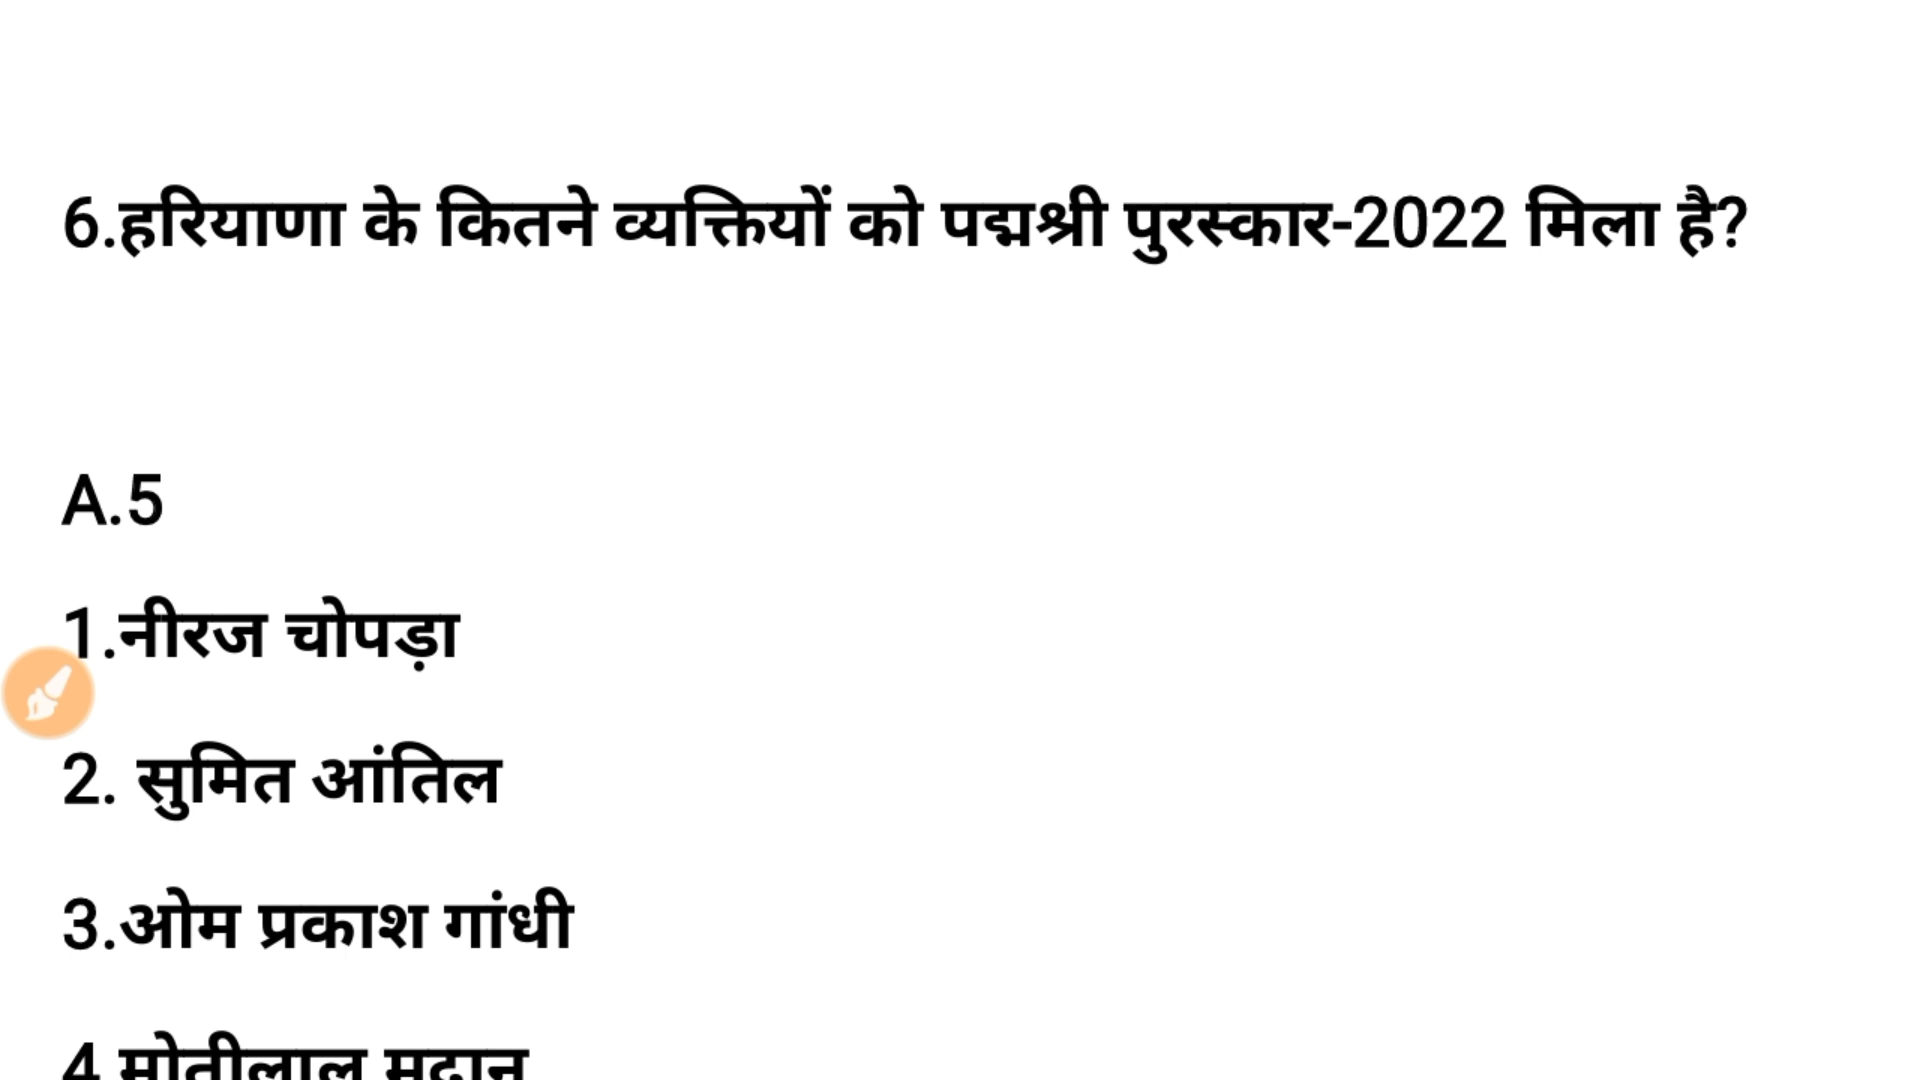 6.हरियाणा के कितने व्यक्तियों को पद्मश्री पुरस्कार-2022 मिला है?
A.5
1.नीरज चोपड़ा
2. सुमित आंतिल
3.ओम प्रकाश गांधी
4.मोतीलाल मदान